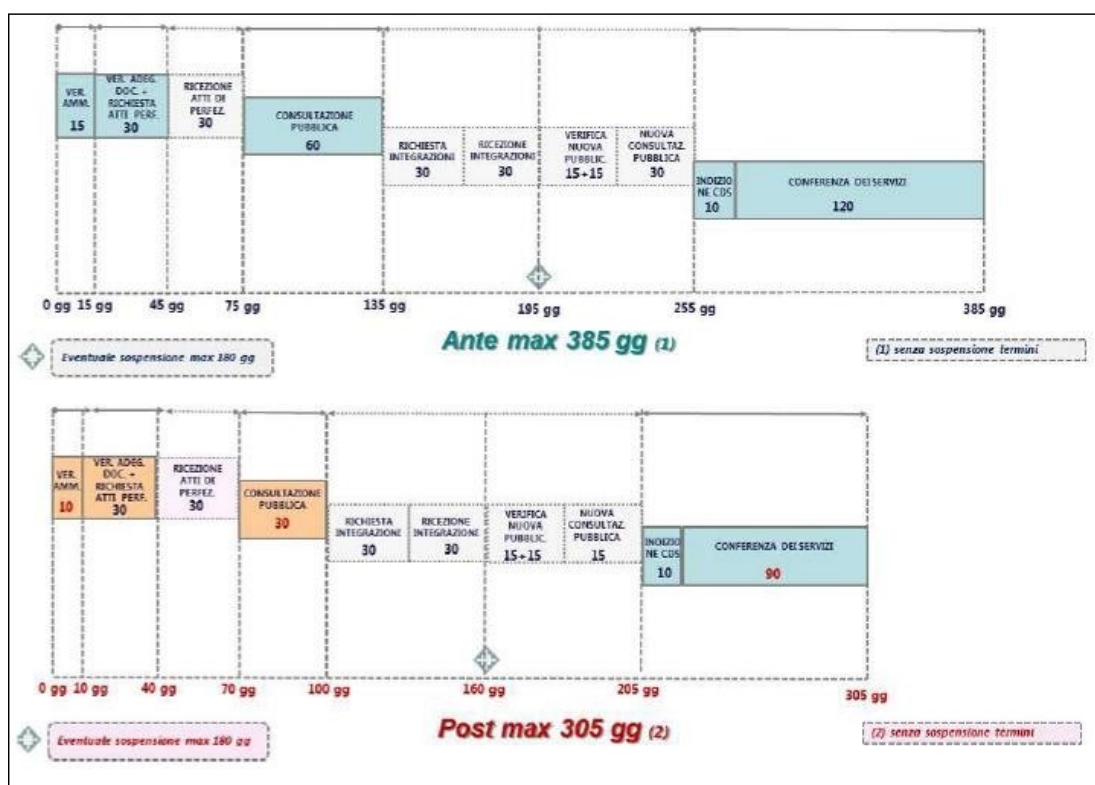 VER.
AMM.
15
VER. ADEG.
DOC. +
RICHIESTA
ATTI PERF.
30
RICEZIONE
ATTI DI
PERFEZ.
30
CONSULTAZIONE
PUBBLICA
60
RICHIESTA
INTEGRAZIONI
30
RICEZIONE
INTEGRAZIONI
30
VERIFICA
NUOVA
PUBBLIC.
15+15
NUOVA
CONSULTAZ.
PUBBLICA
30
INDIZIO
NE CDS
10
CONFERENZA DEI SERVIZI
120
0 gg 15 gg 45 gg 75 gg 135 gg 195 gg 255 gg 385 gg
Ante max 385 gg (1)
Eventuale sospensione max 180 gg
(1) senza sospensione termini
VER.
AMM.
10
VER. ADEG.
DOC. +
RICHIESTA
ATTI PERF.
30
RICEZIONE
ATTI DI
PERFEZ.
30
CONSULTAZIONE
PUBBLICA
30
RICHIESTA
INTEGRAZIONI
30
RICEZIONE
INTEGRAZIONI
30
VERIFICA
NUOVA
PUBBLIC.
15+15
NUOVA
CONSULTAZ.
PUBBLICA
15
INDIZIO
NE CDS
10
CONFERENZA DEI SERVIZI
90
0 gg 10 gg 40 gg 70 gg 100 gg 160 gg 205 gg 305 gg
Post max 305 gg (2)
Eventuale sospensione max 180 gg
(2) senza sospensione termini